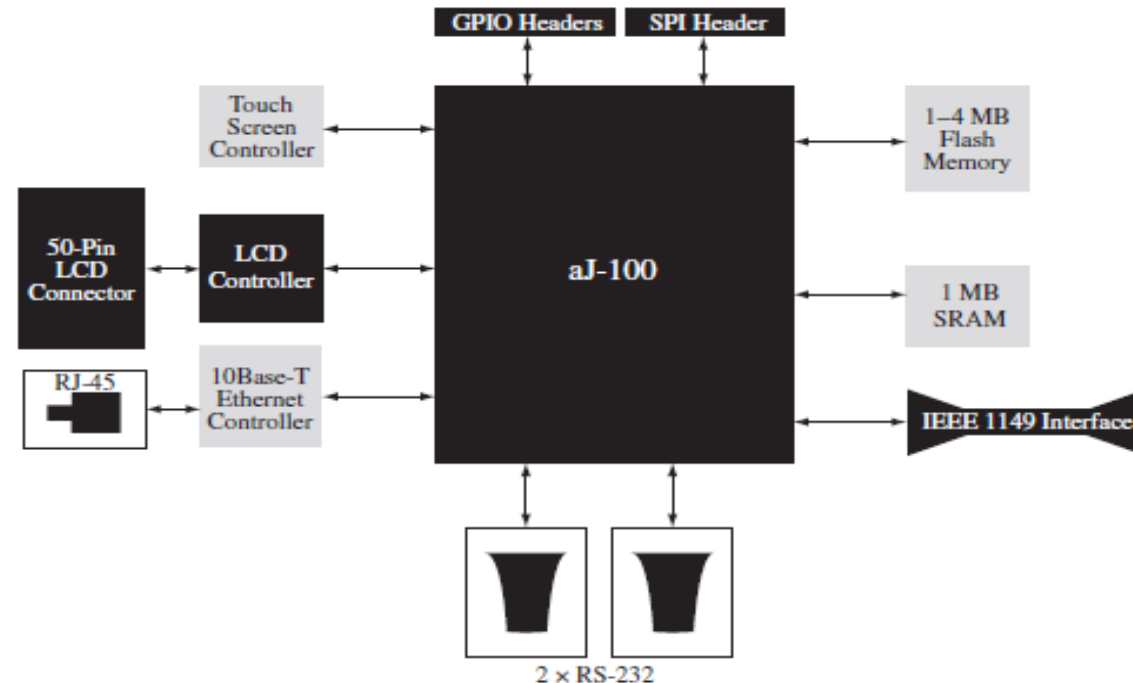 GPIO Headers
SPI Header
Touch
Screen
Controller
1–4 MB
Flash
Memory
50-Pin
LCD
Connector
LCD
Controller
aJ-100
1 MB
SRAM
RJ-45
10Base-T
Ethernet
Controller
IEEE 1149 Interface
2 × RS-232